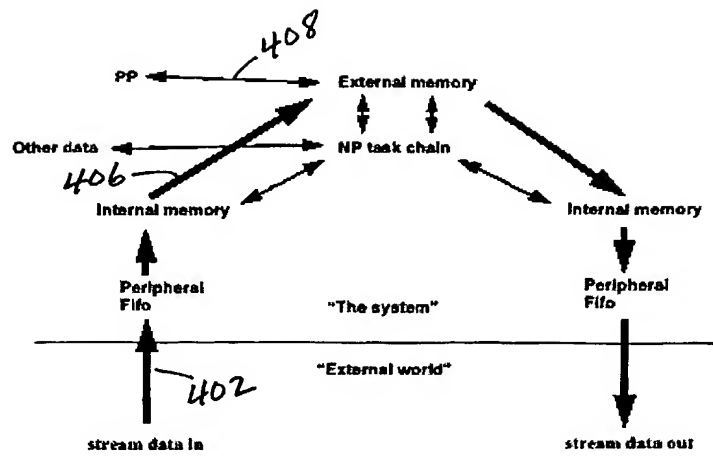 408
PP
External memory
Other data
NP task chain
406
Internal memory
Internal memory
Peripheral
Fifo
Peripheral
Fifo
"The system"
"External world"
402
stream data in
stream data out